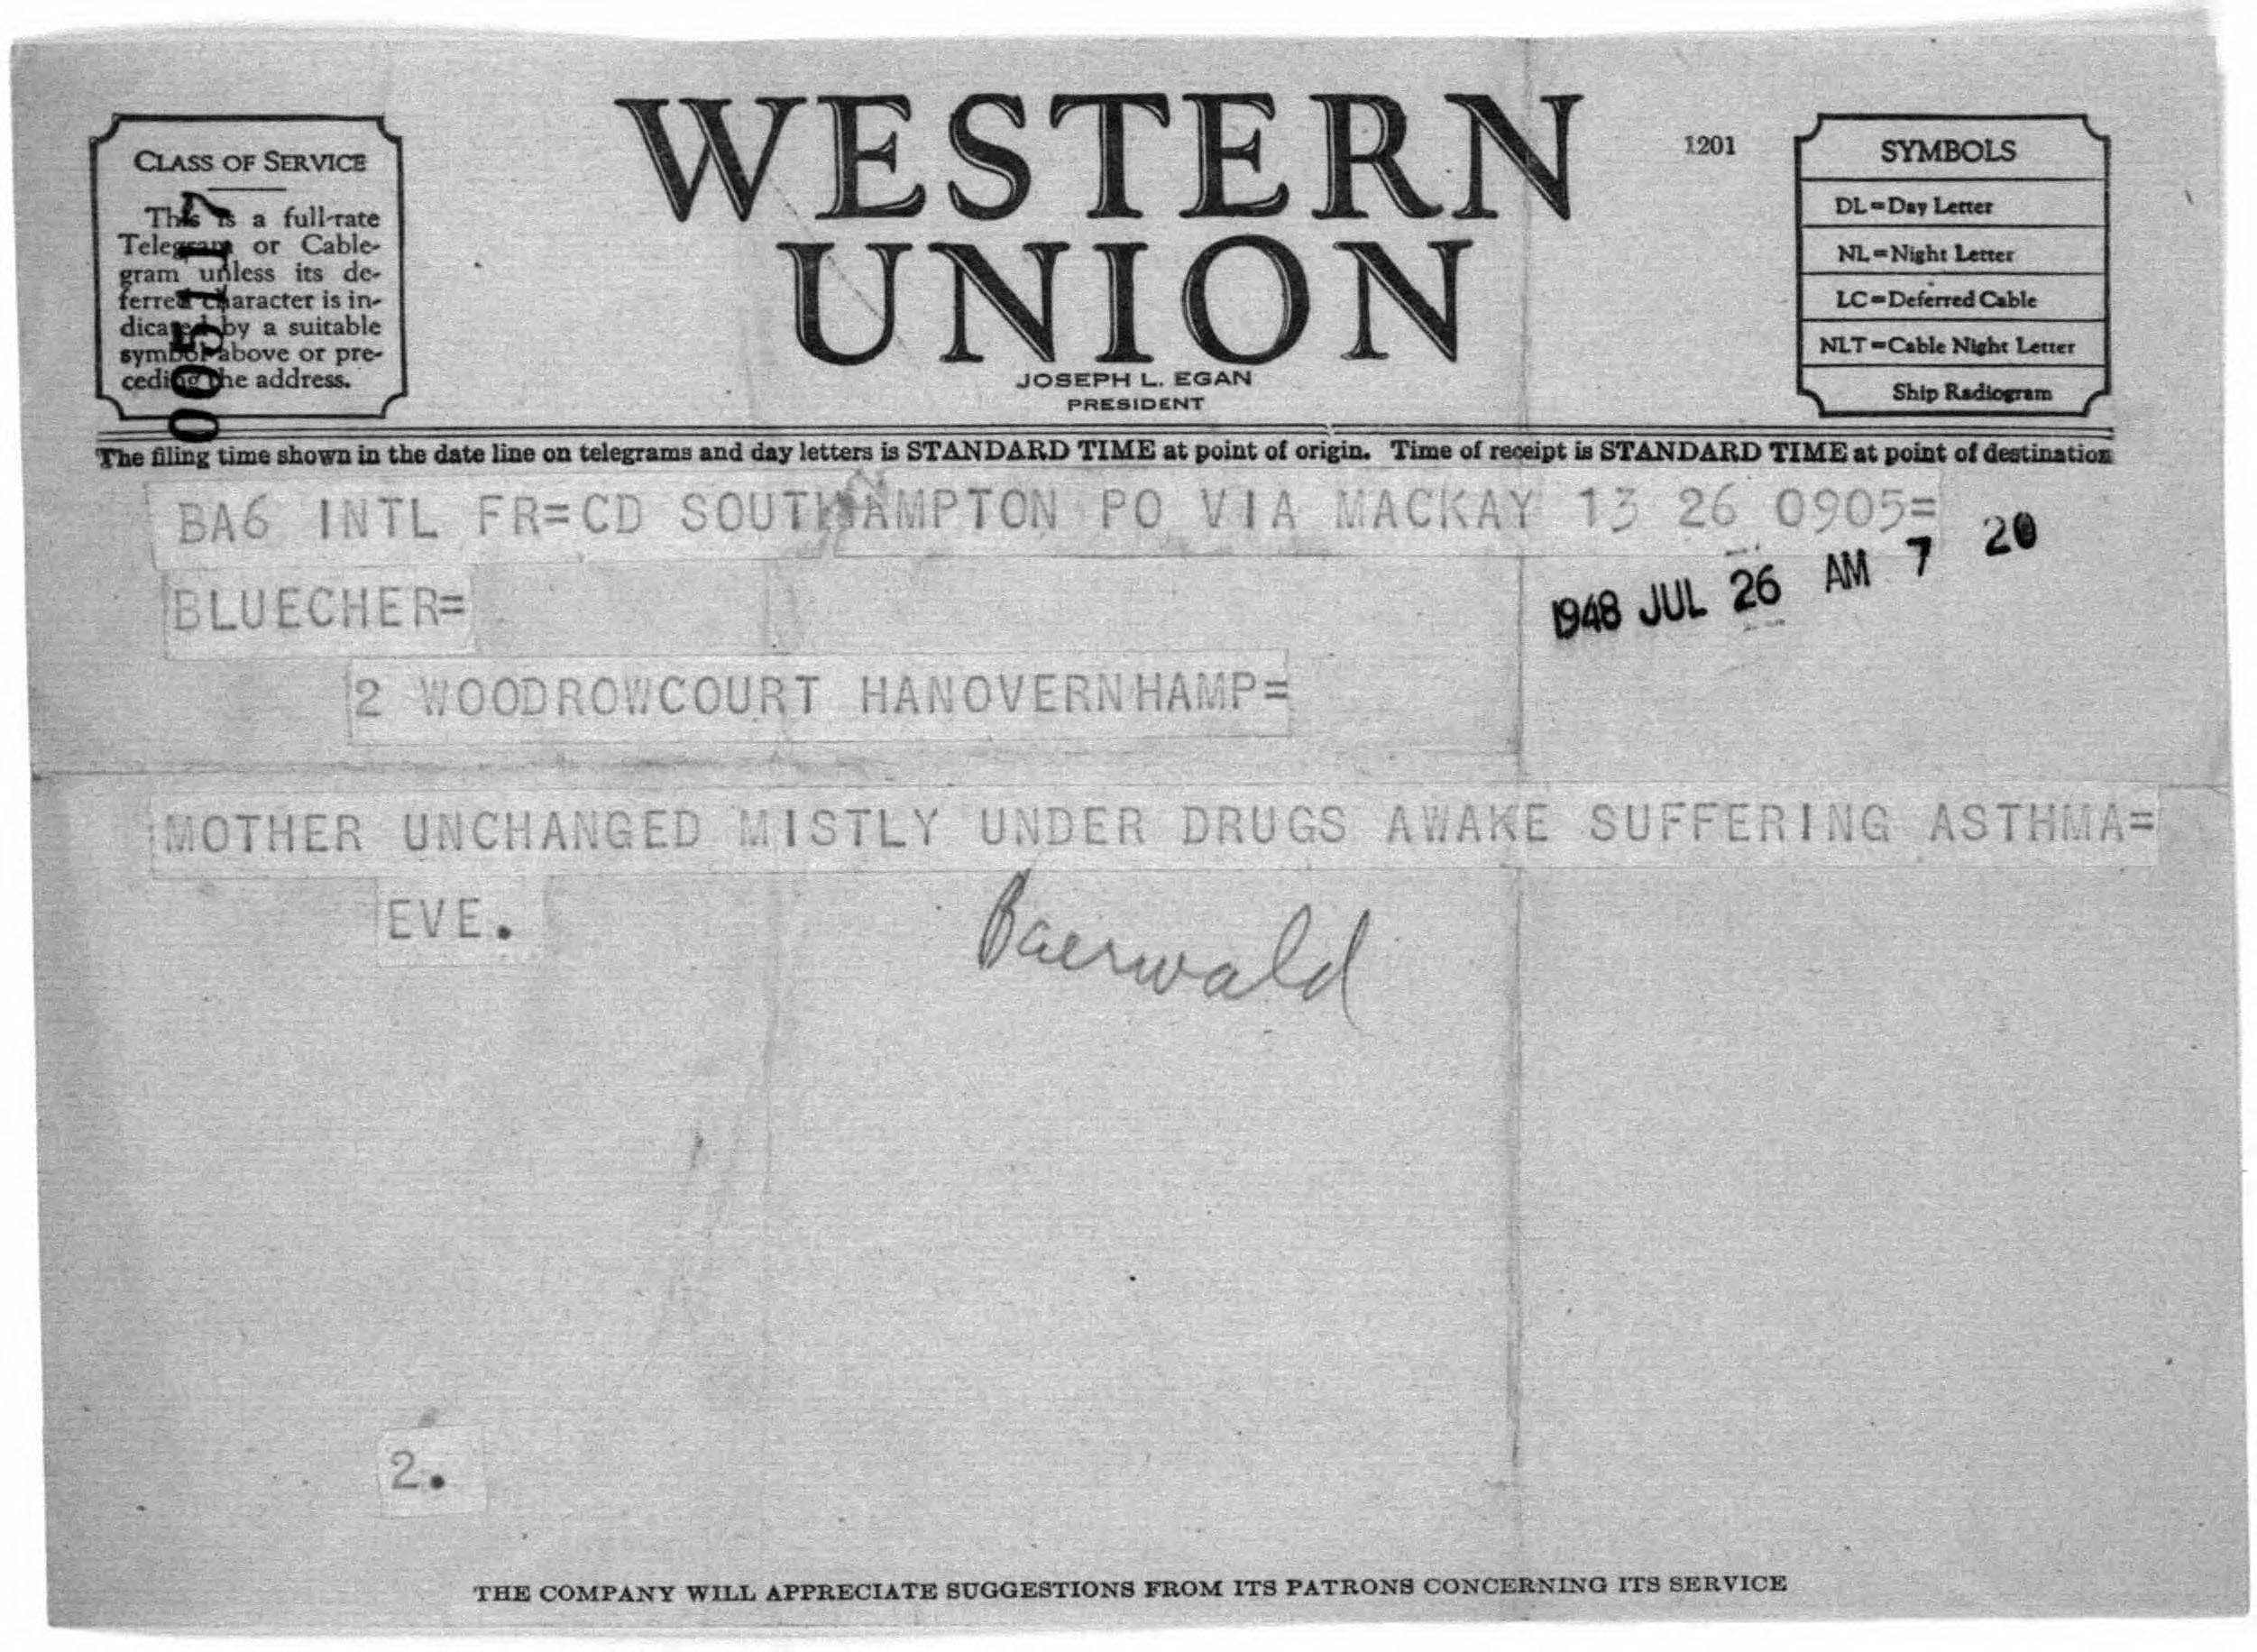 CLASS OF SERVICE
This is a full-rate
Telegram or Cable-
gram unless its de-
ferred character is in-
dicated by a suitable
symbol above or pre-
ceding the address.
WESTERN
UNION
JOSEPH L. EGAN
PRESIDENT
1201
SYMBOLS
DL=Day Letter
NL=Night Letter
LC=Deferred Cable
NLT=Cable Night Letter
Ship Radiogram
The filing time shown in the date line on telegrams and day letters is STANDARD TIME at point of origin. Time of receipt is STANDARD TIME at point of destination
BA6 INTL FR=CD SOUTHAMPTON PO VIA MACKAY 13 26 0905=
1948 JUL 26 AM 7 20
BLUECHER=
2 WOODROWCOURT HANOVERNHAMP=
MOTHER UNCHANGED MISTLY UNDER DRUGS AWAKE SUFFERING ASTHMA=
EVE.
Baerwald
2.
THE COMPANY WILL APPRECIATE SUGGESTIONS FROM ITS PATRONS CONCERNING ITS SERVICE